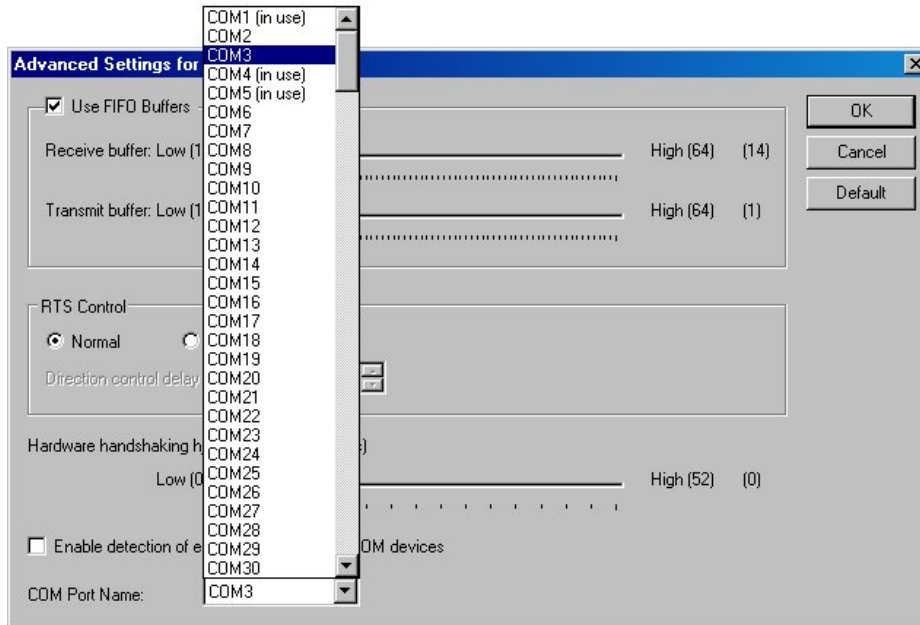 COM1 (in use)
COM2
COM3
COM4 (in use)
COM5 (in use)
COM6
COM7
COM8
COM9
COM10
COM11
COM12
COM13
COM14
COM15
COM16
COM17
COM18
COM19
COM20
COM21
COM22
COM23
COM24
COM25
COM26
COM27
COM28
COM29
COM30
Advanced Settings for
Use FIFO Buffers
Receive buffer: Low (1 High (64) (14)
Transmit buffer: Low (1 High (64) (1)
OK
Cancel
Default
RTS Control
Normal
Direction control delay
Hardware handshaking )
Low (0 High (52) (0)
Enable detection of OM devices
COM Port Name: COM3